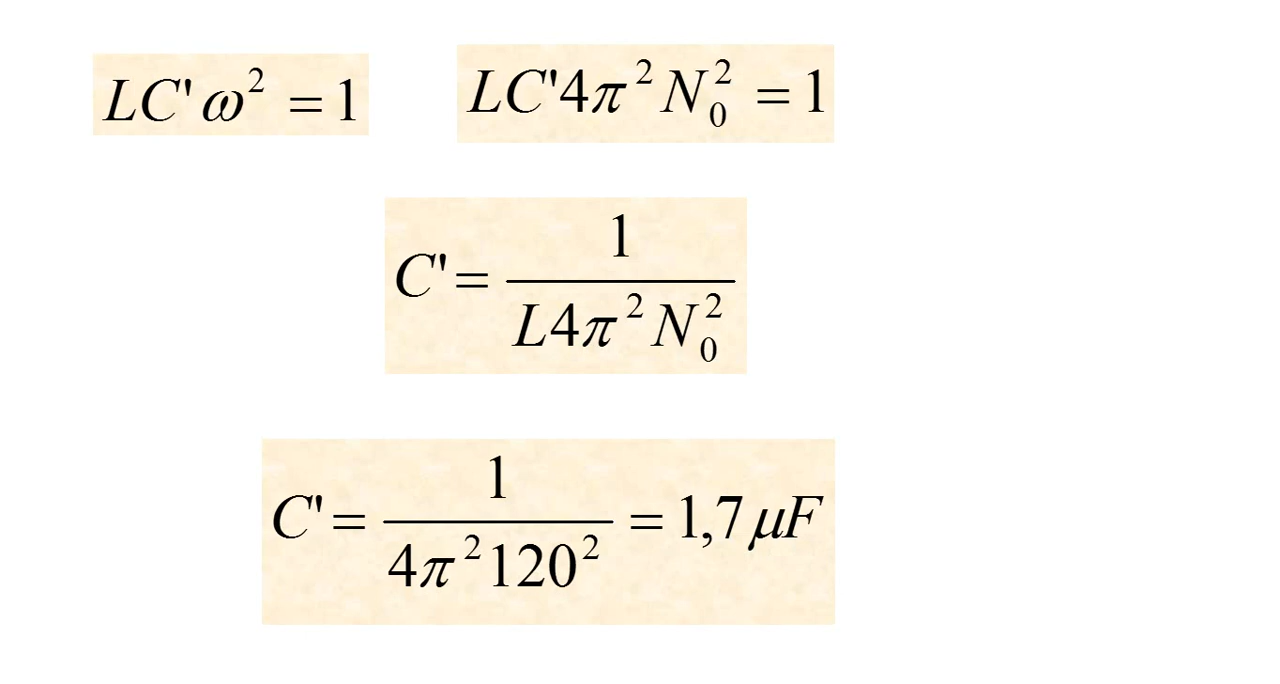 LC'ω² = 1   LC'4π²N₀² = 1
C' = 1 / (L4π²N₀²)
C' = 1 / (4π²120²) = 1,7 μF